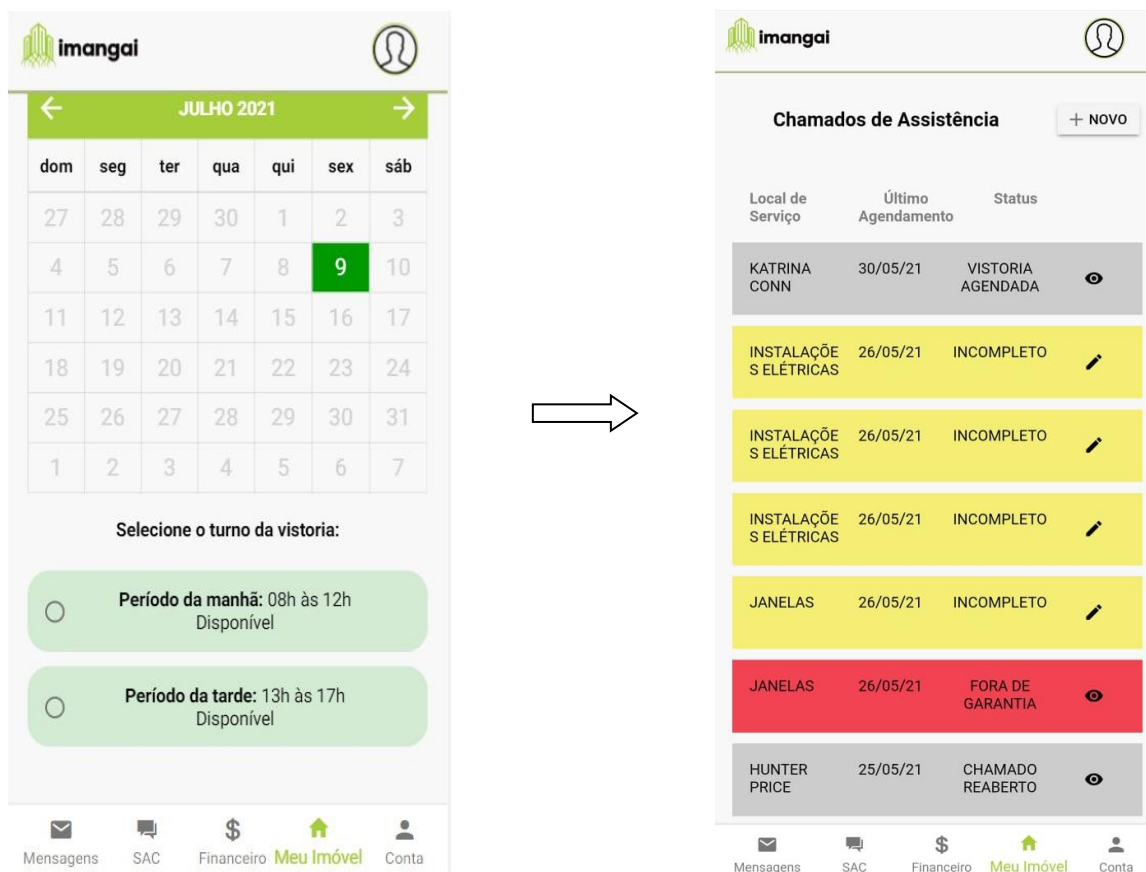 imangai
JULHO 2021
dom seg ter qua qui sex sáb
27 28 29 30 1 2 3
4 5 6 7 8 9 10
11 12 13 14 15 16 17
18 19 20 21 22 23 24
25 26 27 28 29 30 31
1 2 3 4 5 6 7
Selecione o turno da vistoria:
Período da manhã: 08h às 12h
Disponível
Período da tarde: 13h às 17h
Disponível
Mensagens SAC Financeiro Meu Imóvel Conta
imangai
Chamados de Assistência + NOVO
Local de Último Status
Serviço Agendamento
KATRINA 30/05/21 VISTORIA
CONN AGENDADA
INSTALAÇÕE 26/05/21 INCOMPLETO
S ELÉTRICAS
INSTALAÇÕE 26/05/21 INCOMPLETO
S ELÉTRICAS
INSTALAÇÕE 26/05/21 INCOMPLETO
S ELÉTRICAS
JANELAS 26/05/21 INCOMPLETO
JANELAS 26/05/21 FORA DE
GARANTIA
HUNTER 25/05/21 CHAMADO
PRICE REABERTO
Mensagens SAC Financeiro Meu Imóvel Conta